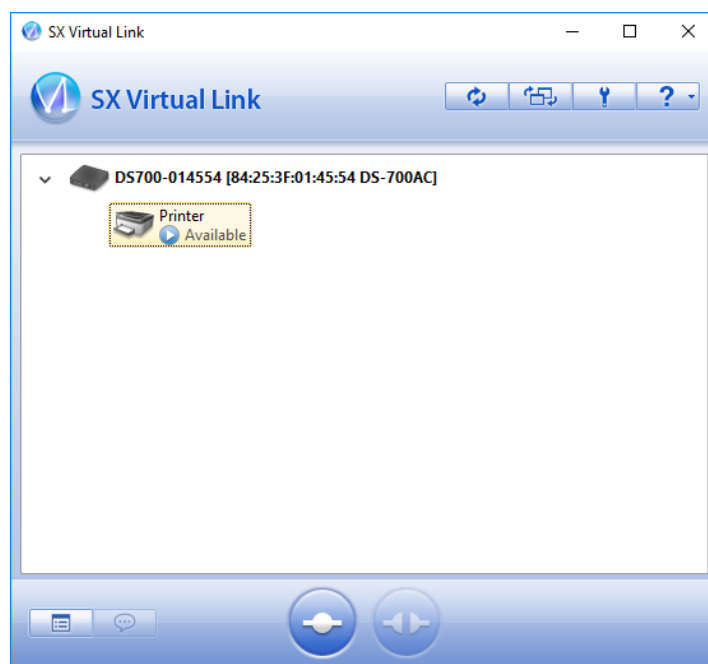 SX Virtual Link
SX Virtual Link
?
DS700-014554 [84:25:3F:01:45:54 DS-700AC]
Printer
Available